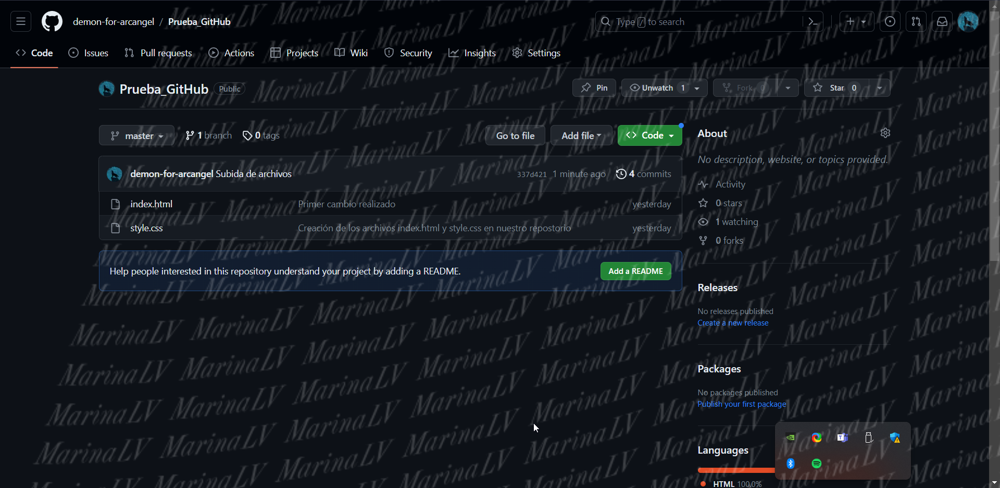 demon-for-arcangel / Prueba_GitHub
Type / to search
Code Issues Pull requests Actions Projects Wiki Security Insights Settings
Prueba_GitHub Public
Pin Unwatch 1 Fork 0 Star 0
master 1 branch 0 tags Go to file Add file Code
demon-for-arcangel Subida de archivos 337d421 1 minute ago 4 commits
index.html Primer cambio realizado yesterday
style.css Creación de los archivos index.html y style.css en nuestro repostorio yesterday
Help people interested in this repository understand your project by adding a README. Add a README
About
No description, website, or topics provided.
Activity
0 stars
1 watching
0 forks
Releases
No releases published
Create a new release
Packages
No packages published
Publish your first package
Languages
HTML 100.0%
MarinaLV